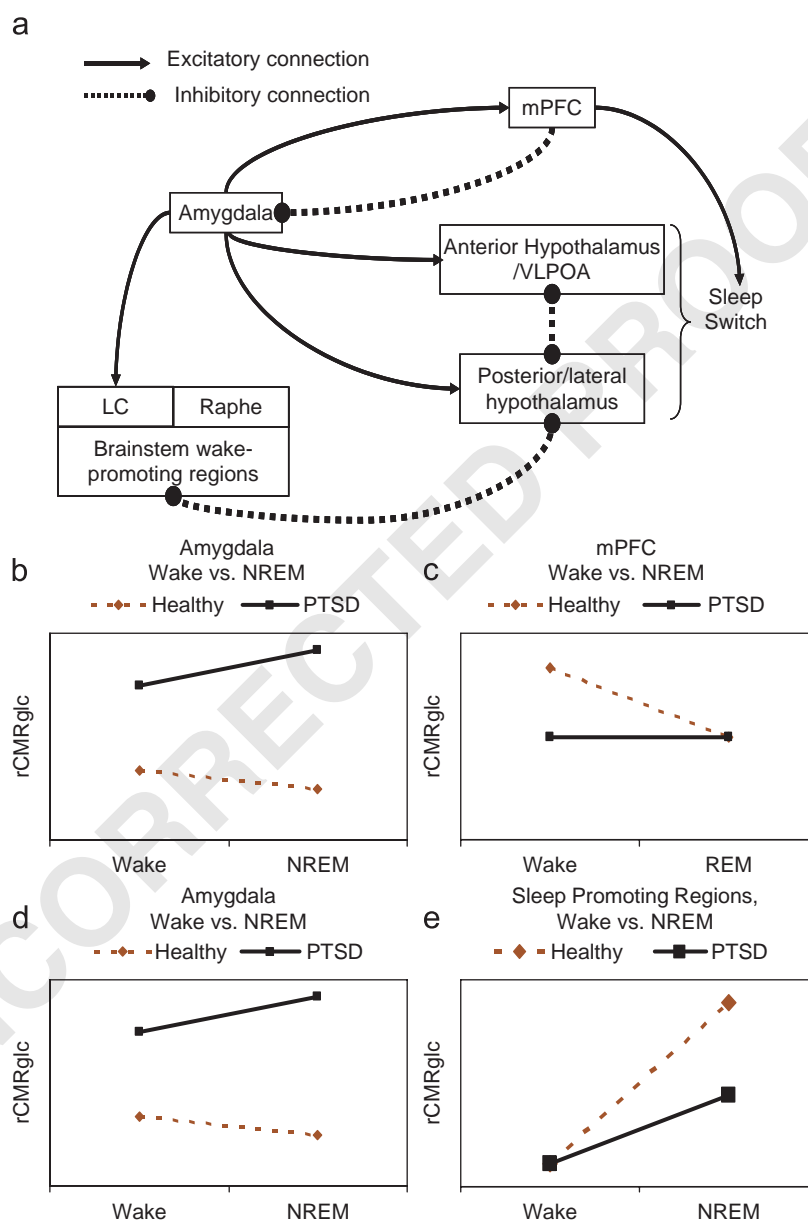 a
Excitatory connection
Inhibitory connection
mPFC
Amygdala
Anterior Hypothalamus
/VLPOA
Sleep
Switch
Posterior/lateral
hypothalamus
LC
Raphe
Brainstem wake-
promoting regions
b
Amygdala
Wake vs. NREM
Healthy
PTSD
rCMRglc
Wake
NREM
c
mPFC
Wake vs. NREM
Healthy
PTSD
rCMRglc
Wake
REM
d
Amygdala
Wake vs. NREM
Healthy
PTSD
rCMRglc
Wake
NREM
e
Sleep Promoting Regions,
Wake vs. NREM
Healthy
PTSD
rCMRglc
Wake
NREM
NCORRECTED PROOF